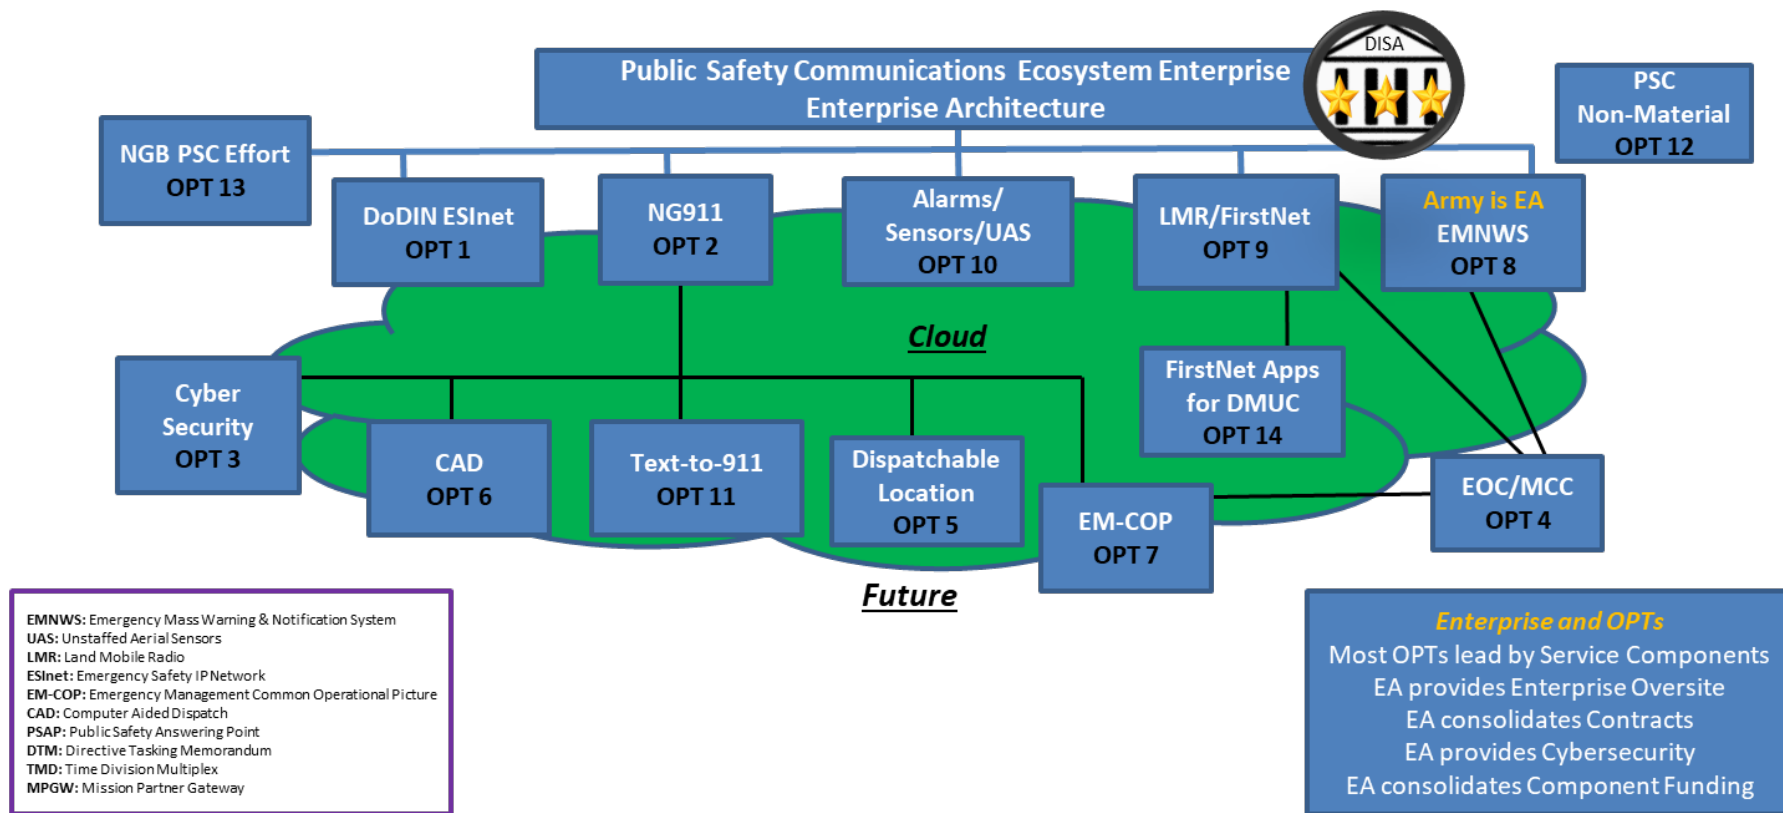 DISA
Public Safety Communications Ecosystem Enterprise
Enterprise Architecture
PSC
Non-Material
OPT 12
NGB PSC Effort
OPT 13
DoDIN ESInet
OPT 1
NG911
OPT 2
Alarms/
Sensors/UAS
OPT 10
LMR/FirstNet
OPT 9
Army is EA
EMNWS
OPT 8
Cloud
Cyber
Security
OPT 3
CAD
OPT 6
Text-to-911
OPT 11
Dispatchable
Location
OPT 5
EM-COP
OPT 7
FirstNet Apps
for DMUC
OPT 14
EOC/MCC
OPT 4
Future
EMNWS: Emergency Mass Warning & Notification System
UAS: Unstaffed Aerial Sensors
LMR: Land Mobile Radio
ESInet: Emergency Safety IP Network
EM-COP: Emergency Management Common Operational Picture
CAD: Computer Aided Dispatch
PSAP: Public Safety Answering Point
DTM: Directive Tasking Memorandum
TMD: Time Division Multiplex
MPGW: Mission Partner Gateway
Enterprise and OPTs
Most OPTs lead by Service Components
EA provides Enterprise Oversite
EA consolidates Contracts
EA provides Cybersecurity
EA consolidates Component Funding